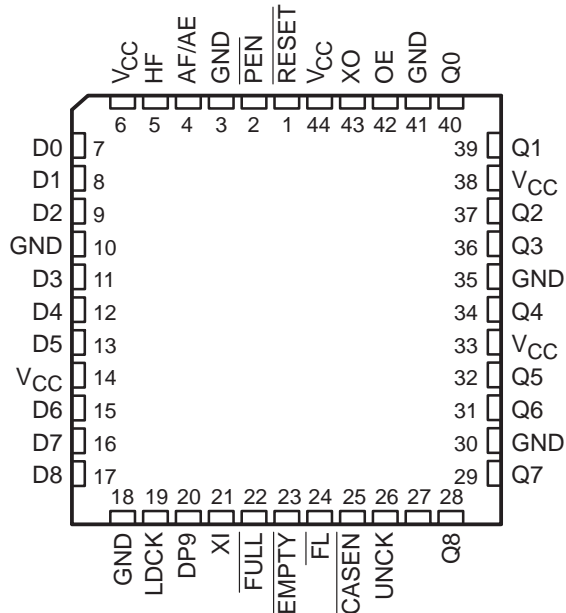 VCC HF AF/AE GND PEN RESET VCC XO OE GND Q0
6 5 4 3 2 1 44 43 42 41 40
D0 7 39 Q1
D1 8 38 VCC
D2 9 37 Q2
GND 10 36 Q3
D3 11 35 GND
D4 12 34 Q4
D5 13 33 VCC
VCC 14 32 Q5
D6 15 31 Q6
D7 16 30 GND
D8 17 29 Q7
18 19 20 21 22 23 24 25 26 27 28
GND LDCK DP9 XI FULL EMPTY FL CASEN UNCK Q8